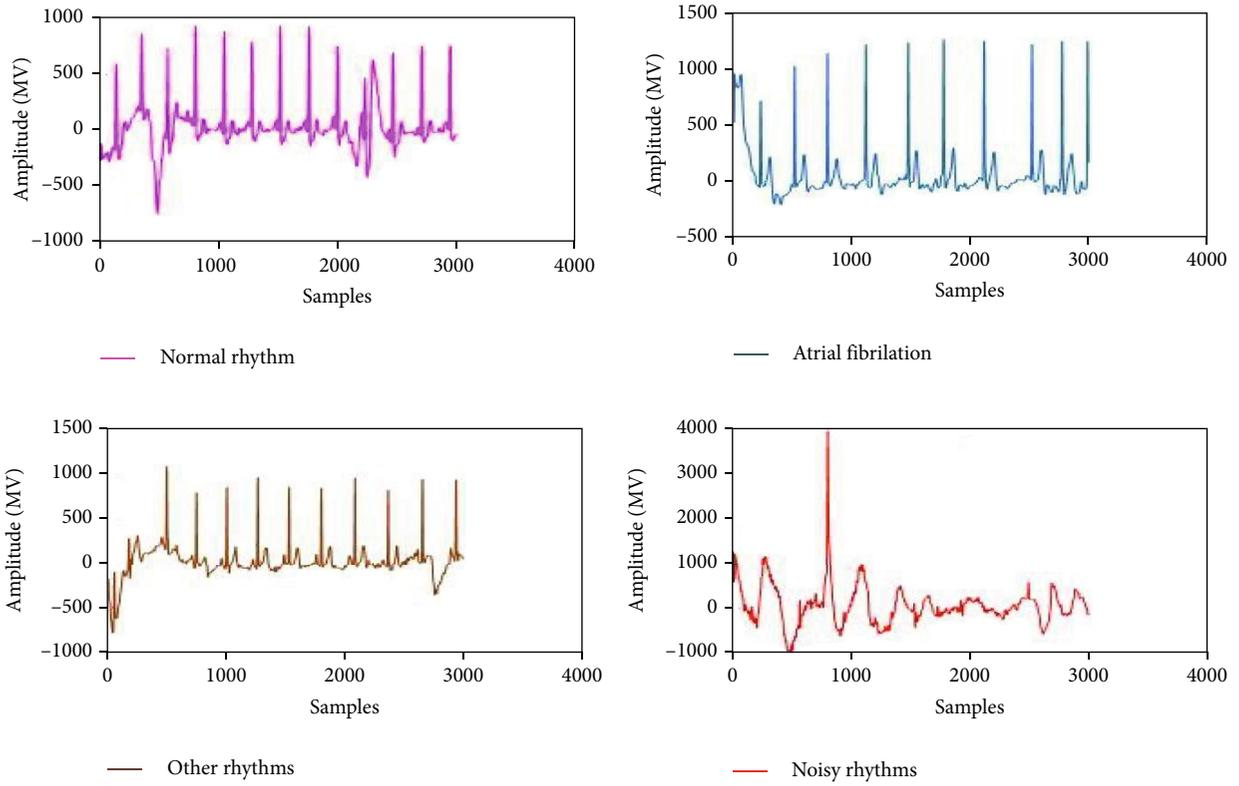 1000
500
0
−500
−1000
Amplitude (MV)
0 1000 2000 3000 4000
Samples
Normal rhythm
1500
1000
500
0
−500
Amplitude (MV)
0 1000 2000 3000 4000
Samples
Atrial fibrilation
1500
1000
500
0
−500
−1000
Amplitude (MV)
0 1000 2000 3000 4000
Samples
Other rhythms
4000
3000
2000
1000
0
−1000
Amplitude (MV)
0 1000 2000 3000 4000
Samples
Noisy rhythms